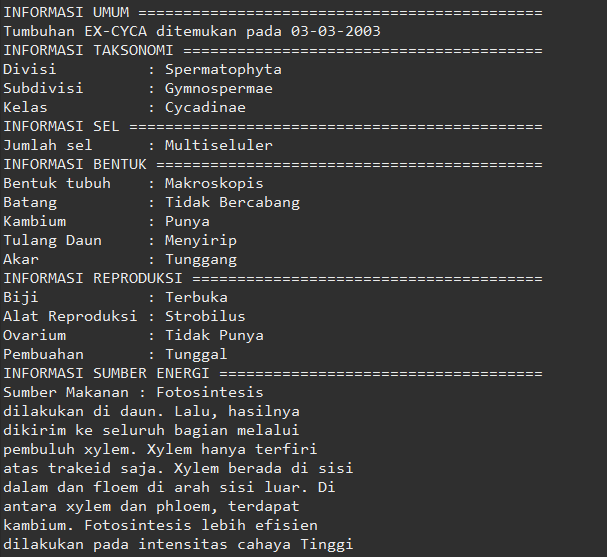 INFORMASI UMUM =============================================
Tumbuhan EX-CYCA ditemukan pada 03-03-2003
INFORMASI TAKSONOMI ========================================
Divisi          : Spermatophyta
Subdivisi       : Gymnospermae
Kelas           : Cycadinae
INFORMASI SEL ==============================================
Jumlah sel      : Multiseluler
INFORMASI BENTUK ===========================================
Bentuk tubuh    : Makroskopis
Batang          : Tidak Bercabang
Kambium         : Punya
Tulang Daun     : Menyirip
Akar            : Tunggang
INFORMASI REPRODUKSI =======================================
Biji            : Terbuka
Alat Reproduksi : Strobilus
Ovarium         : Tidak Punya
Pembuahan       : Tunggal
INFORMASI SUMBER ENERGI ====================================
Sumber Makanan : Fotosintesis
dilakukan di daun. Lalu, hasilnya
dikirim ke seluruh bagian melalui
pembuluh xylem. Xylem hanya terfiri
atas trakeid saja. Xylem berada di sisi
dalam dan floem di arah sisi luar. Di
antara xylem dan phloem, terdapat
kambium. Fotosintesis lebih efisien
dilakukan pada intensitas cahaya Tinggi